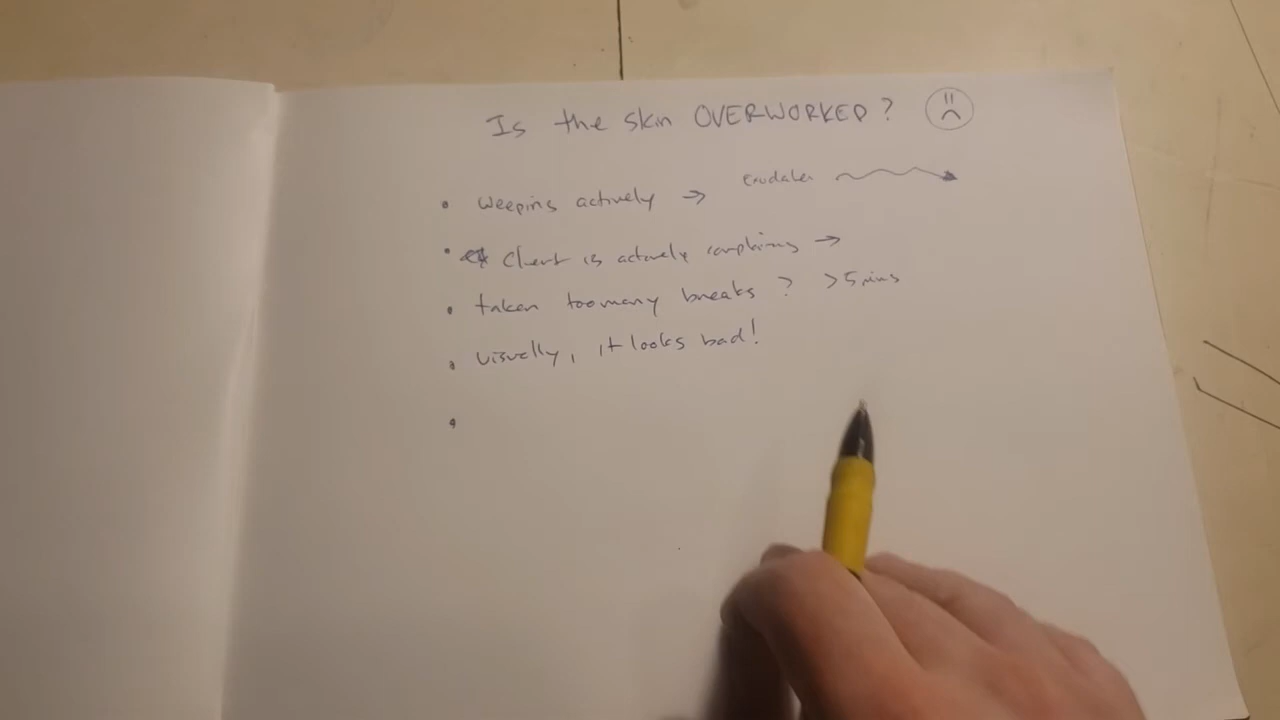 Is the skin OVERWORKED?
• Weeping actively → Exudates
• Client is actively complaining →
• taken too many breaks? >5 mins
• Visually, it looks bad!
•